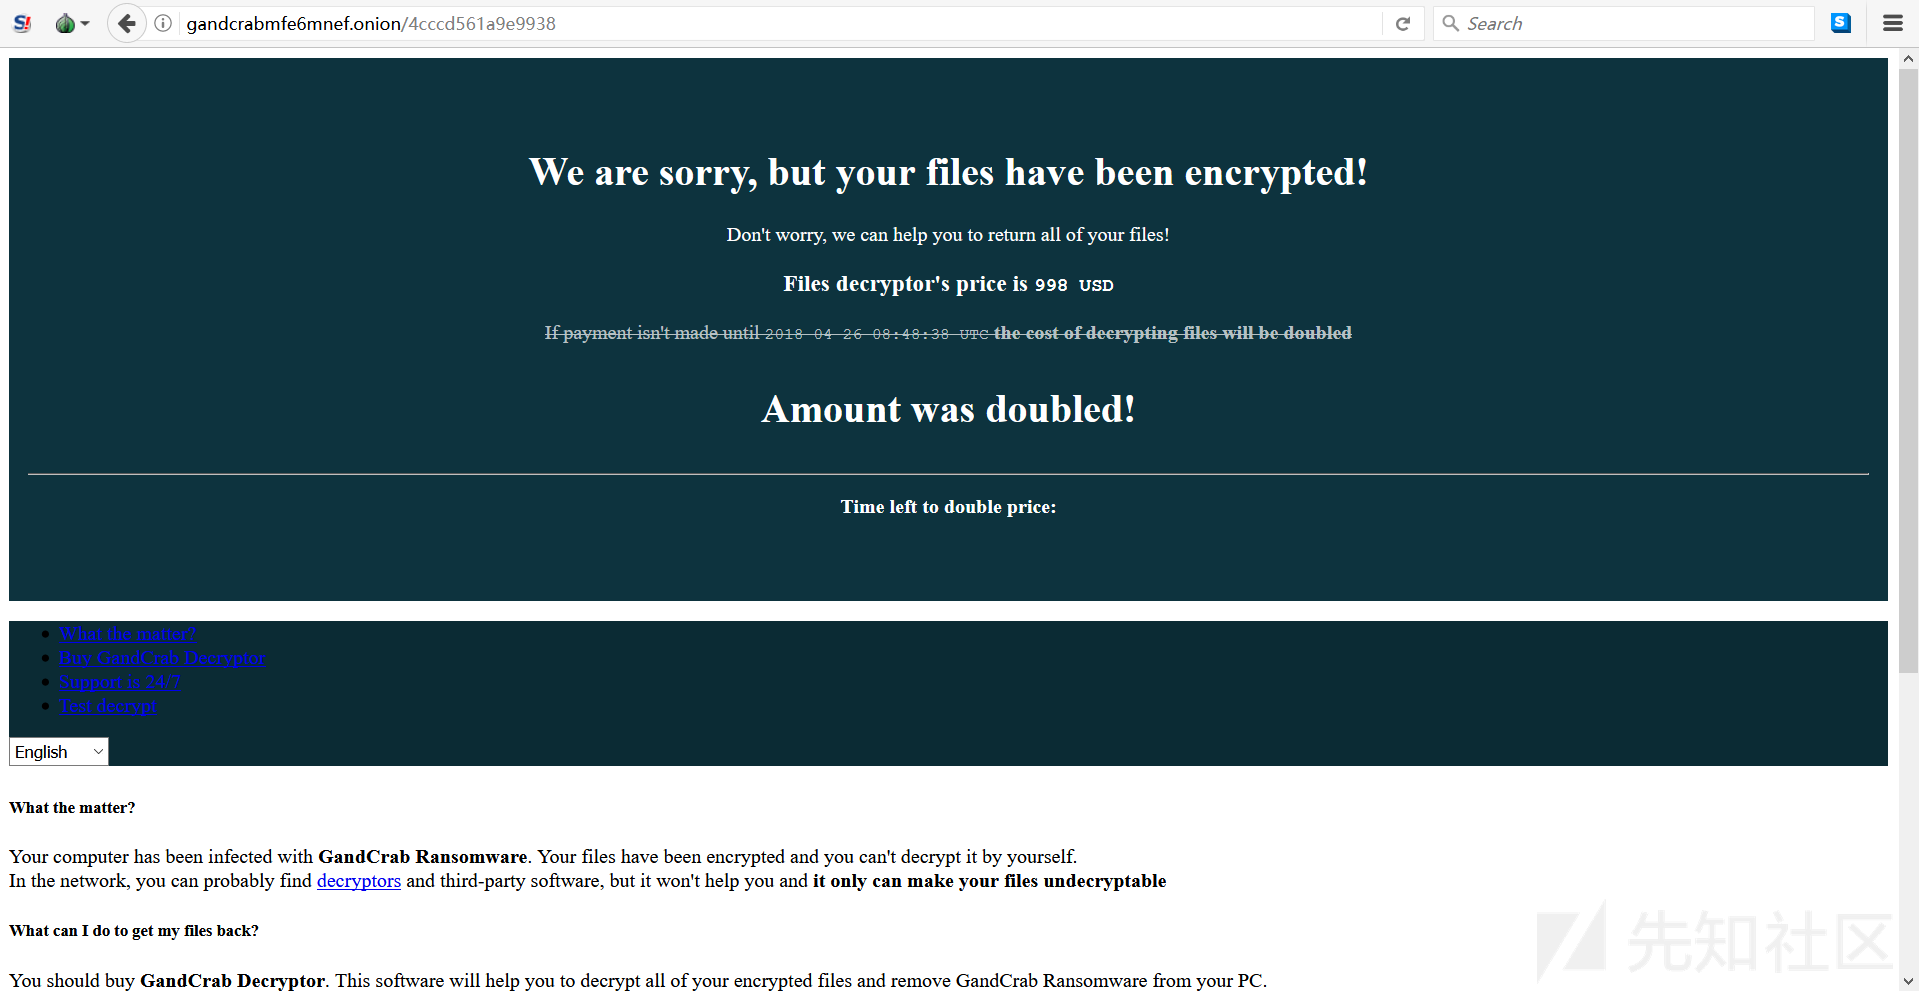 gandcrabmfe6mnef.onion/4cccd561a9e9938
Search
We are sorry, but your files have been encrypted!
Don't worry, we can help you to return all of your files!
Files decryptor's price is 998 USD
If payment isn't made until 2018-04-26 08:48:38 UTC the cost of decrypting files will be doubled
Amount was doubled!
Time left to double price:
What the matter?
Buy GandCrab Decryptor
Support is 24/7
Test decrypt
English
What the matter?
Your computer has been infected with GandCrab Ransomware. Your files have been encrypted and you can't decrypt it by yourself.
In the network, you can probably find decryptors and third-party software, but it won't help you and it only can make your files undecryptable
What can I do to get my files back?
You should buy GandCrab Decryptor. This software will help you to decrypt all of your encrypted files and remove GandCrab Ransomware from your PC.
先知社区